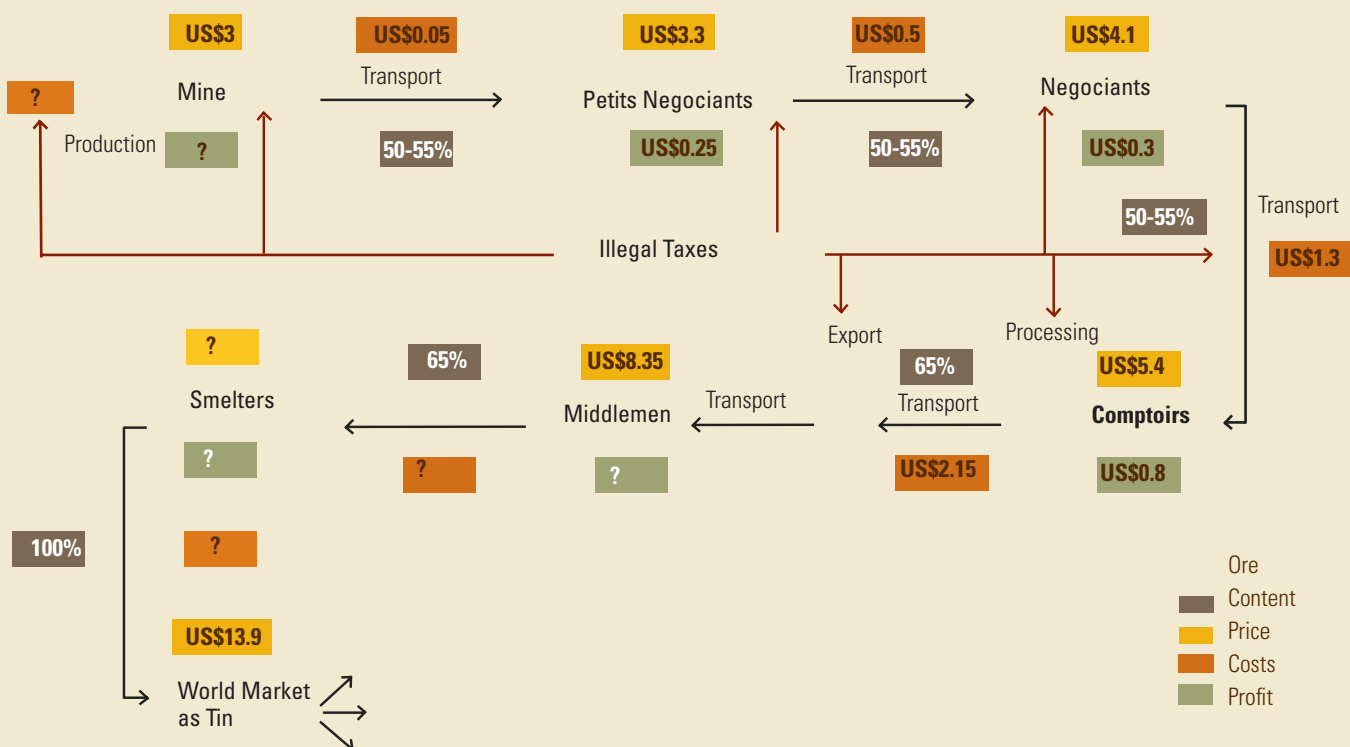 US$3
US$0.05
US$3.3
US$0.5
US$4.1
Transport
Transport
?
Mine
Petits Negociants
Negociants
Production
?
50-55%
US$0.25
50-55%
US$0.3
50-55%
Transport
Illegal Taxes
US$1.3
Export
Processing
?
65%
US$8.35
65%
US$5.4
Smelters
Middlemen
Transport
Transport
Comptoirs
?
?
?
US$2.15
US$0.8
100%
?
US$13.9
World Market
as Tin
Ore
Content
Price
Costs
Profit